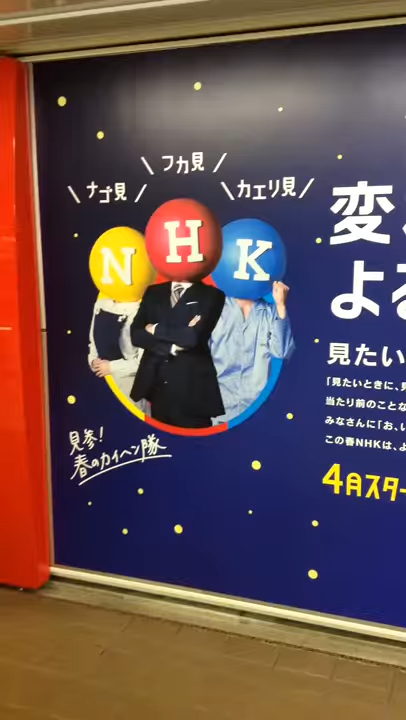 フカ見
ナゴ見
カエリ見
N
H
K
見参!
春のカイヘン隊
変
よ
見たい
「見たいときに、
当たり前のことな
みなさんに「お、い
この春NHKは、よ
4月スター